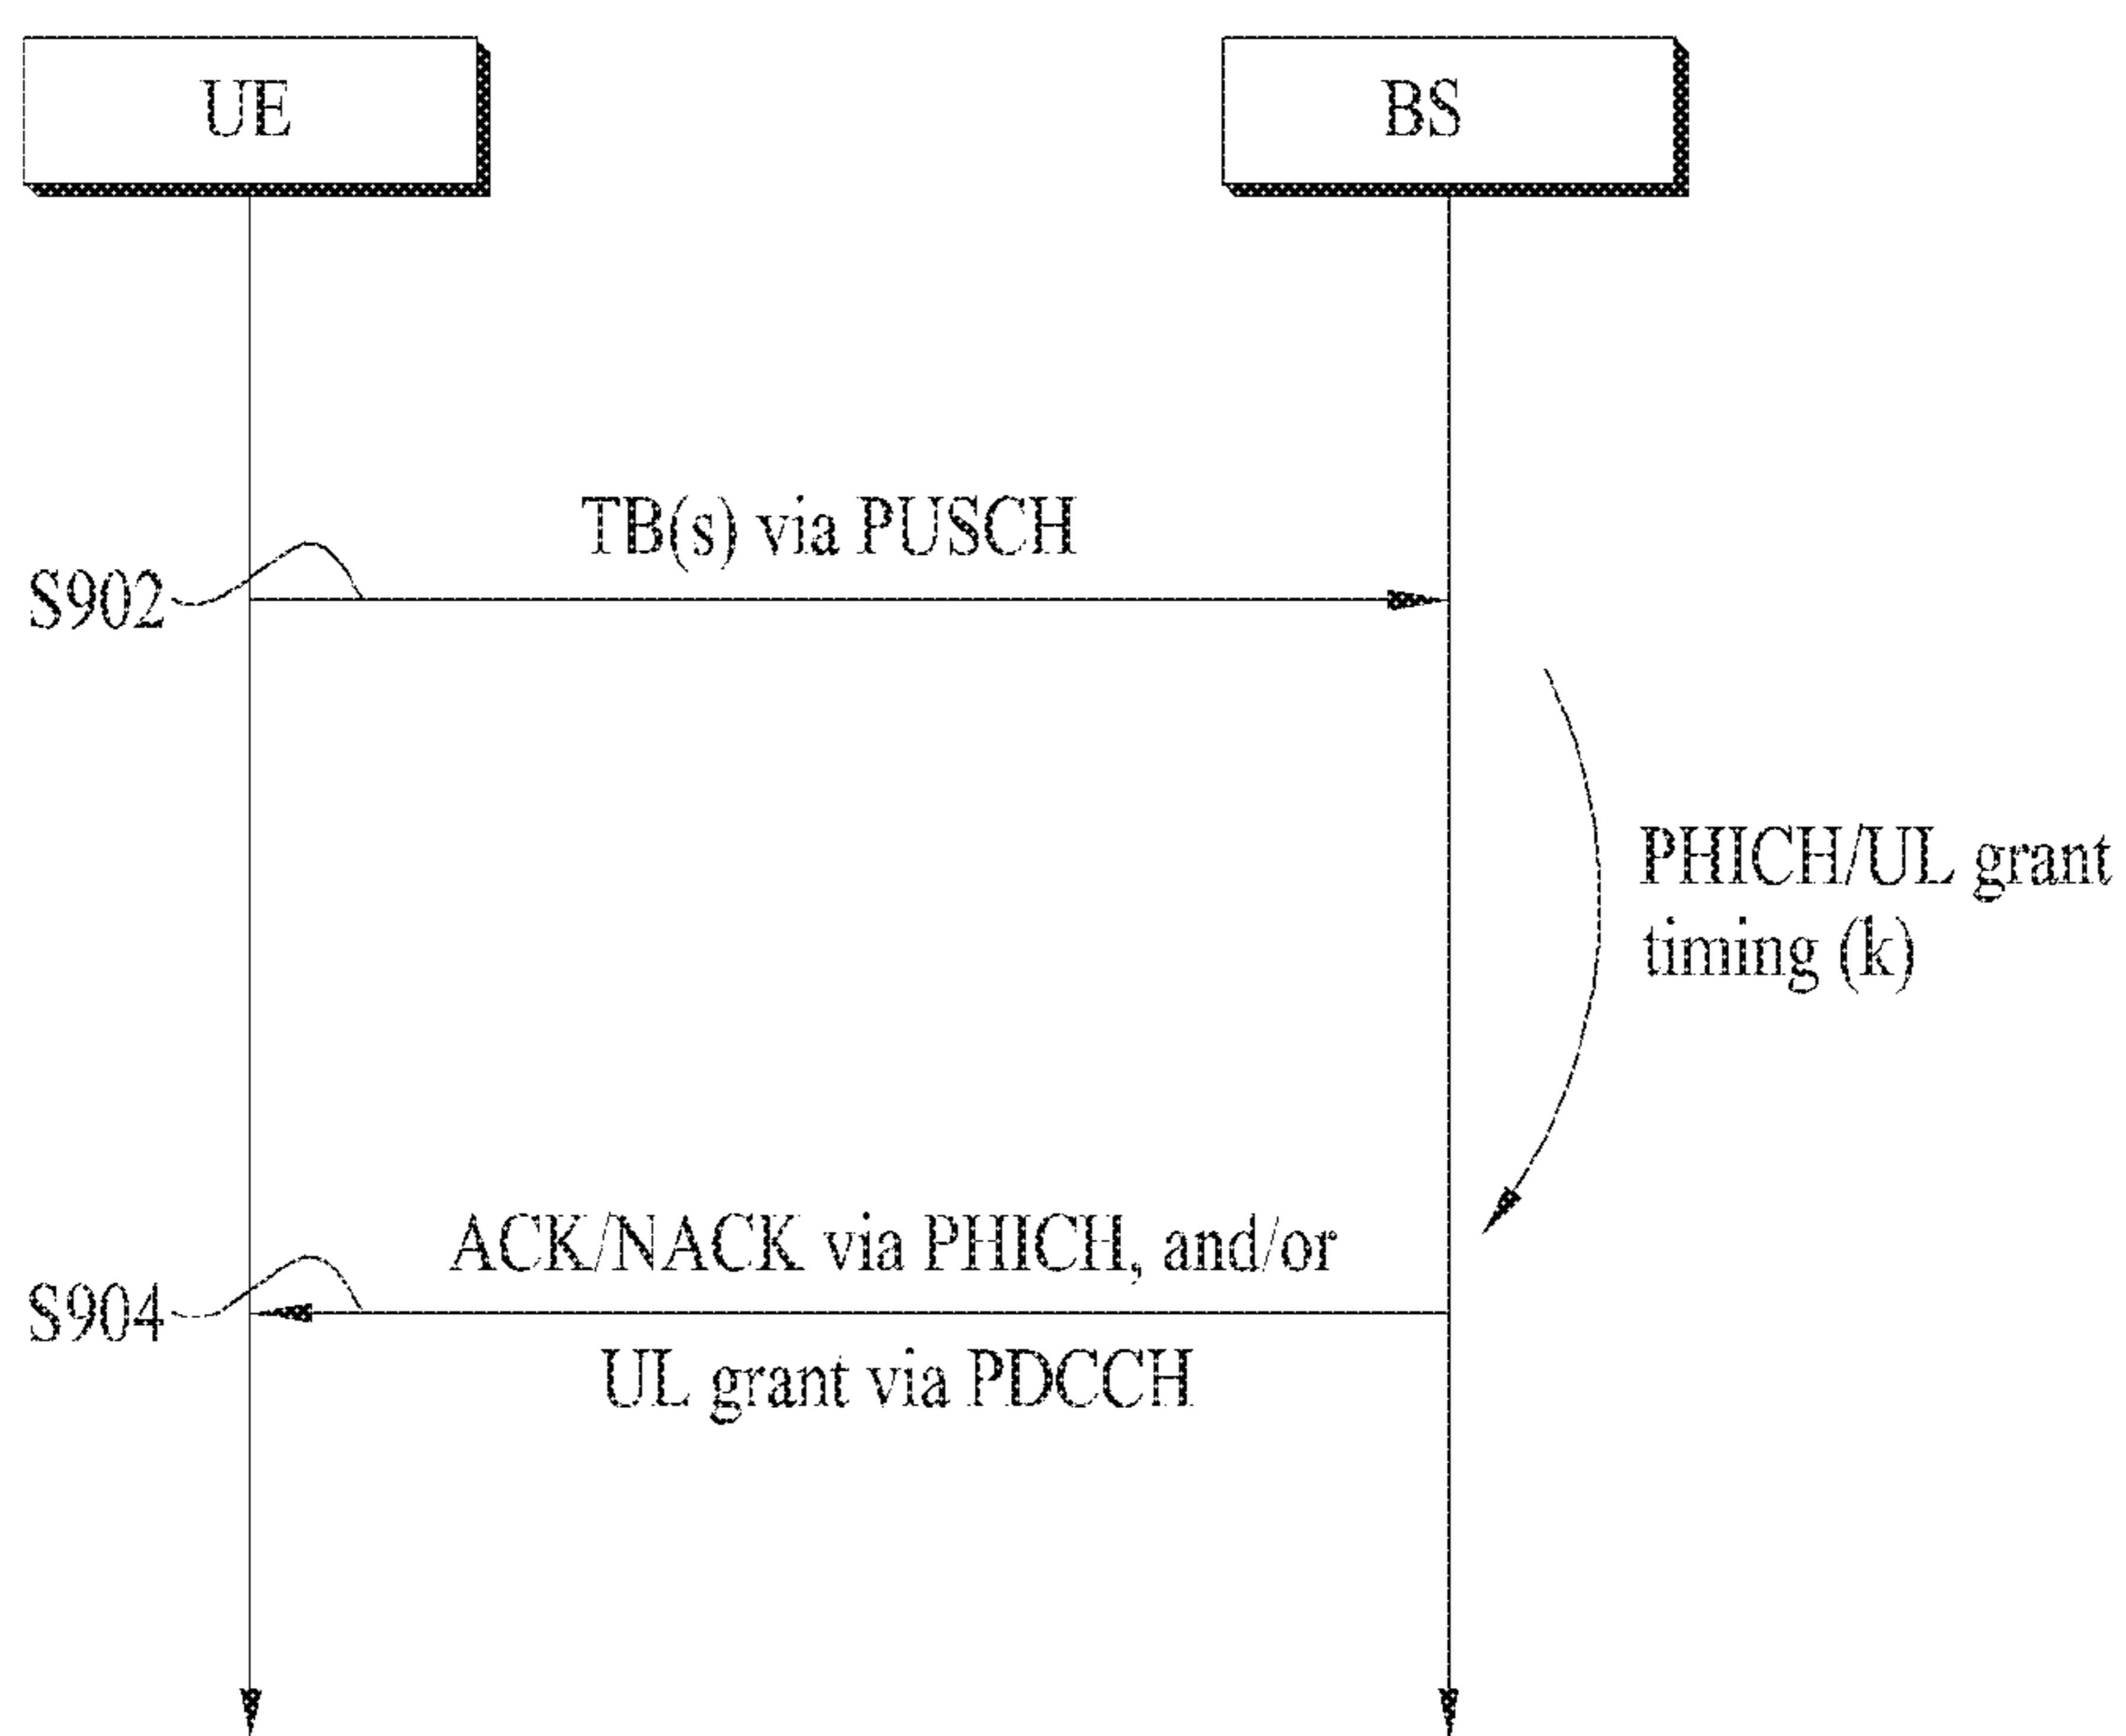 UE
BS
TB(s) via PUSCH
S902
PHICH/UL grant
timing (k)
ACK/NACK via PHICH, and/or
S904
UL grant via PDCCH